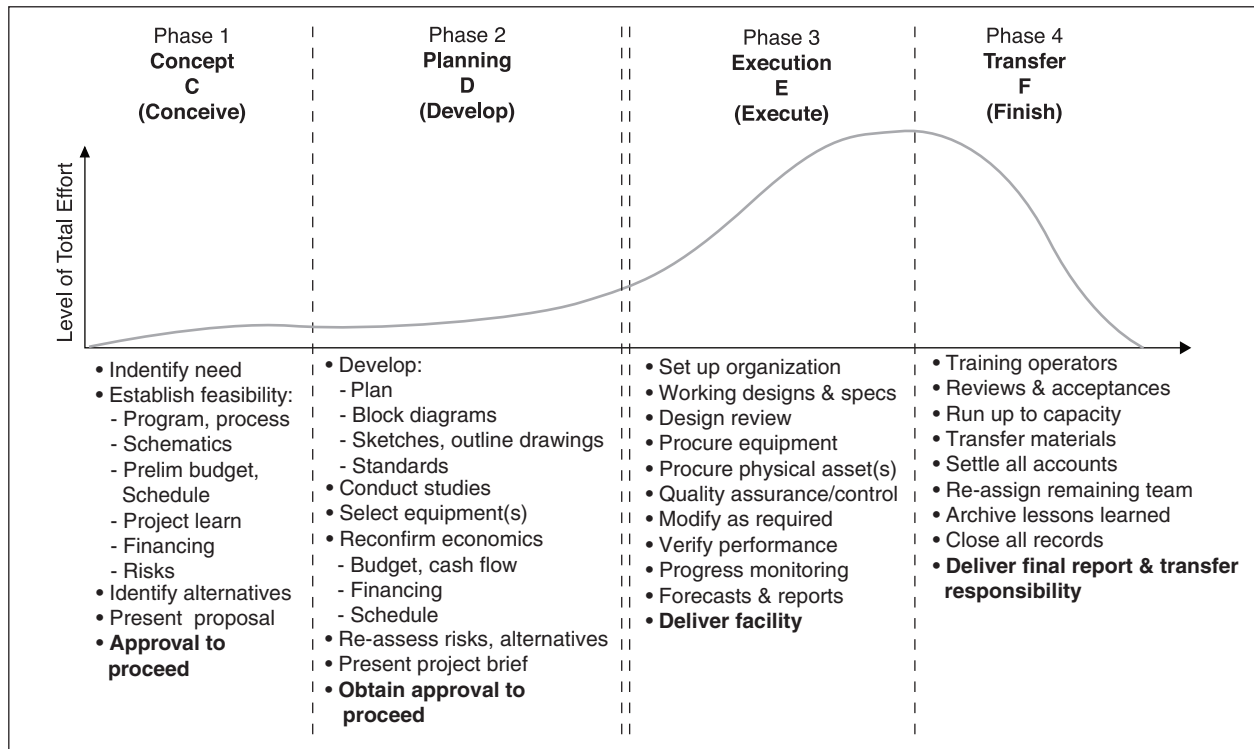 Phase 1
Concept
C
(Conceive)
Phase 2
Planning
D
(Develop)
Phase 3
Execution
E
(Execute)
Phase 4
Transfer
F
(Finish)
Level of Total Effort
• Indentify need
• Establish feasibility:
- Program, process
- Schematics
- Prelim budget,
Schedule
- Project learn
- Financing
- Risks
• Identify alternatives
• Present proposal
• Approval to
proceed
• Develop:
- Plan
- Block diagrams
- Sketches, outline drawings
- Standards
• Conduct studies
• Select equipment(s)
• Reconfirm economics
- Budget, cash flow
- Financing
- Schedule
• Re-assess risks, alternatives
• Present project brief
• Obtain approval to
proceed
• Set up organization
• Working designs & specs
• Design review
• Procure equipment
• Procure physical asset(s)
• Quality assurance/control
• Modify as required
• Verify performance
• Progress monitoring
• Forecasts & reports
• Deliver facility
• Training operators
• Reviews & acceptances
• Run up to capacity
• Transfer materials
• Settle all accounts
• Re-assign remaining team
• Archive lessons learned
• Close all records
• Deliver final report & transfer
responsibility